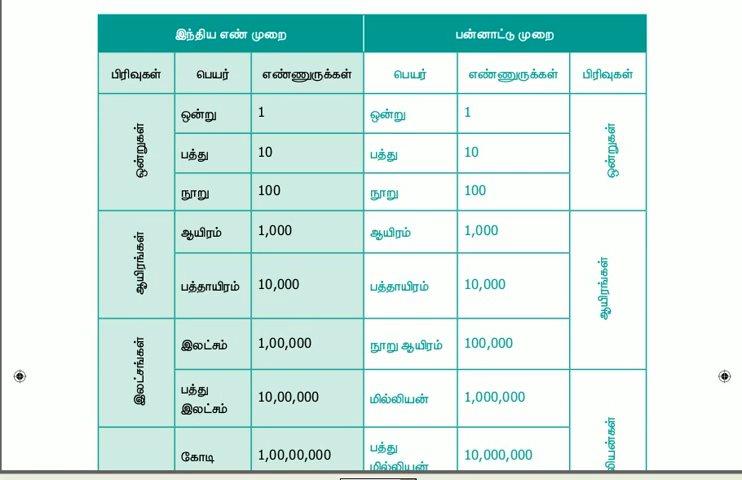 இந்திய எண் முறை பன்னாட்டு முறை
பிரிவுகள் பெயர் எண்ணுருக்கள் பெயர் எண்ணுருக்கள் பிரிவுகள்
ஒன்றுகள் ஒன்று 1 ஒன்று 1 ஒன்றுகள்
பத்து 10 பத்து 10
நூறு 100 நூறு 100
ஆயிரங்கள் ஆயிரம் 1,000 ஆயிரம் 1,000 ஆயிரங்கள்
பத்தாயிரம் 10,000 பத்தாயிரம் 10,000
இலட்சங்கள் இலட்சம் 1,00,000 நூறு ஆயிரம் 100,000
பத்து
இலட்சம் 10,00,000 மில்லியன் 1,000,000
கோடி 1,00,00,000 பத்து
மில்லியன் 10,000,000